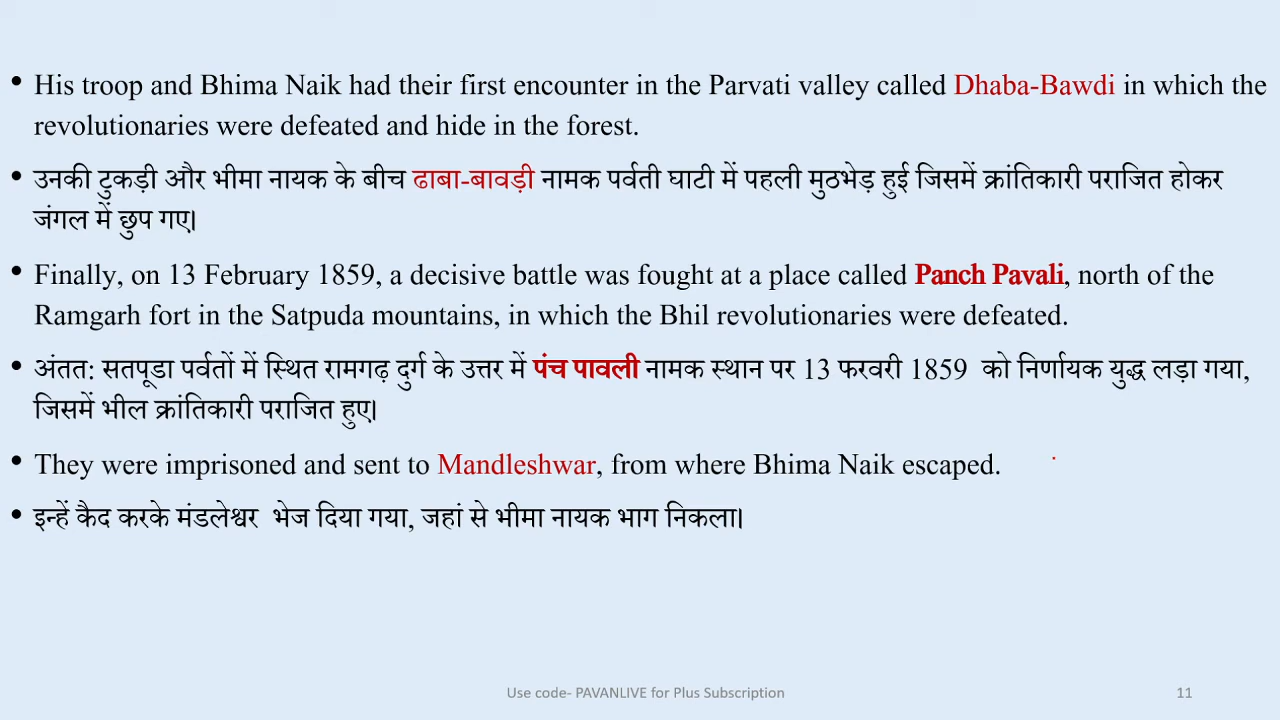 • His troop and Bhima Naik had their first encounter in the Parvati valley called Dhaba-Bawdi in which the
revolutionaries were defeated and hide in the forest.
• उनकी टुकड़ी और भीमा नायक के बीच ढाबा-बावड़ी नामक पर्वती घाटी में पहली मुठभेड़ हुई जिसमें क्रांतिकारी पराजित होकर
जंगल में छुप गए।
• Finally, on 13 February 1859, a decisive battle was fought at a place called Panch Pavali, north of the
Ramgarh fort in the Satpuda mountains, in which the Bhil revolutionaries were defeated.
• अंतत: सतपूडा पर्वतों में स्थित रामगढ़ दुर्ग के उत्तर में पंच पावली नामक स्थान पर 13 फरवरी 1859 को निर्णायक युद्ध लड़ा गया,
जिसमें भील क्रांतिकारी पराजित हुए।
• They were imprisoned and sent to Mandleshwar, from where Bhima Naik escaped.
• इन्हें कैद करके मंडलेश्वर भेज दिया गया, जहां से भीमा नायक भाग निकला।
Use code- PAVANLIVE for Plus Subscription
11